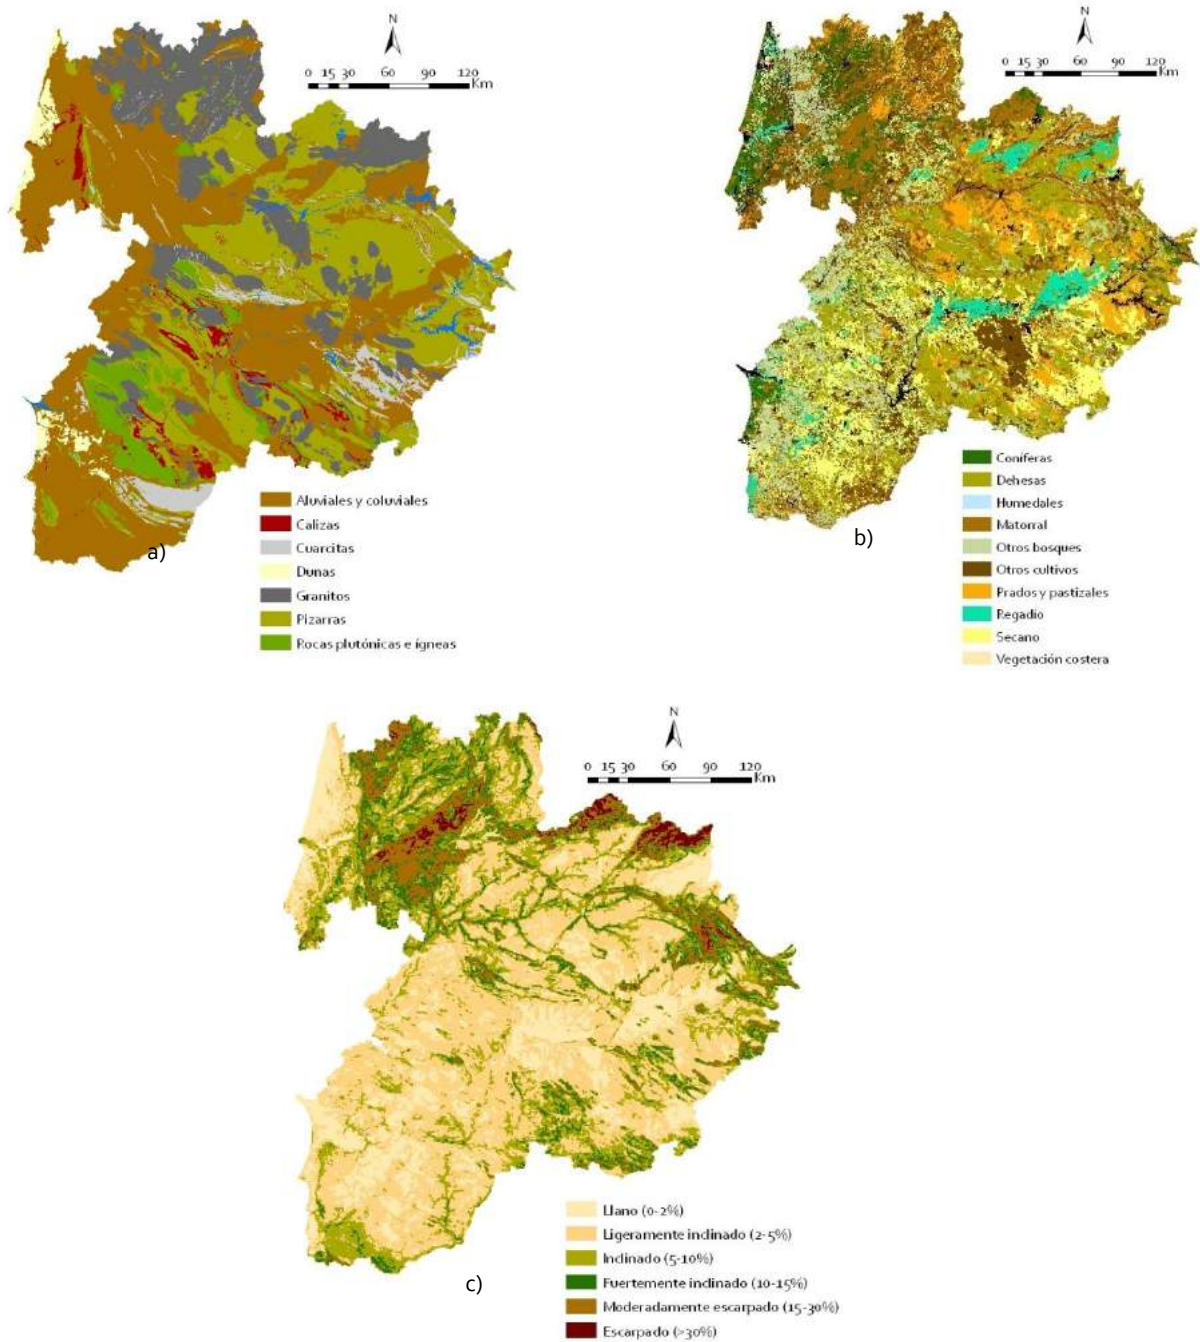 N
0 15 30 60 90 120
Km
Aluviales y coluviales
Calizas
Cuarcitas
Dunas
Granitos
Pizarras
Rocas plutónicas e ígneas
a)
N
0 15 30 60 90 120
Km
Coníferas
Dehesas
Humedales
Matorral
Otros bosques
Otros cultivos
Prados y pastizales
Regadío
Secano
Vegetación costera
b)
N
0 15 30 60 90 120
Km
Llano (0-2%)
Ligeramente inclinado (2-5%)
Inclinado (5-10%)
Fuertemente inclinado (10-15%)
Moderadamente escarpado (15-30%)
Escarpado (>30%)
c)